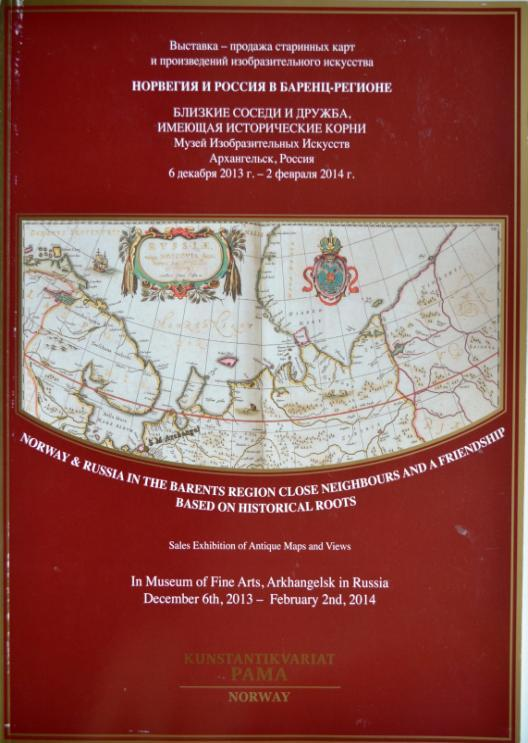 Выставка – продажа старинных карт
и произведений изобразительного искусства
НОРВЕГИЯ И РОССИЯ В БАРЕНЦ-РЕГИОНЕ
БЛИЗКИЕ СОСЕДИ И ДРУЖБА,
ИМЕЮЩАЯ ИСТОРИЧЕСКИЕ КОРНИ
Музей Изобразительных Искусств
Архангельск, Россия
6 декабря 2013 г. – 2 февраля 2014 г.
RVSSIÆ
MOSCOVIA
NORWAY & RUSSIA IN THE BARENTS REGION CLOSE NEIGHBOURS AND A FRIENDSHIP
BASED ON HISTORICAL ROOTS
Sales Exhibition of Antique Maps and Views
In Museum of Fine Arts, Arkhangelsk in Russia
December 6th, 2013 – February 2nd, 2014
KUNSTANTIKVARIAT
PAMA
NORWAY